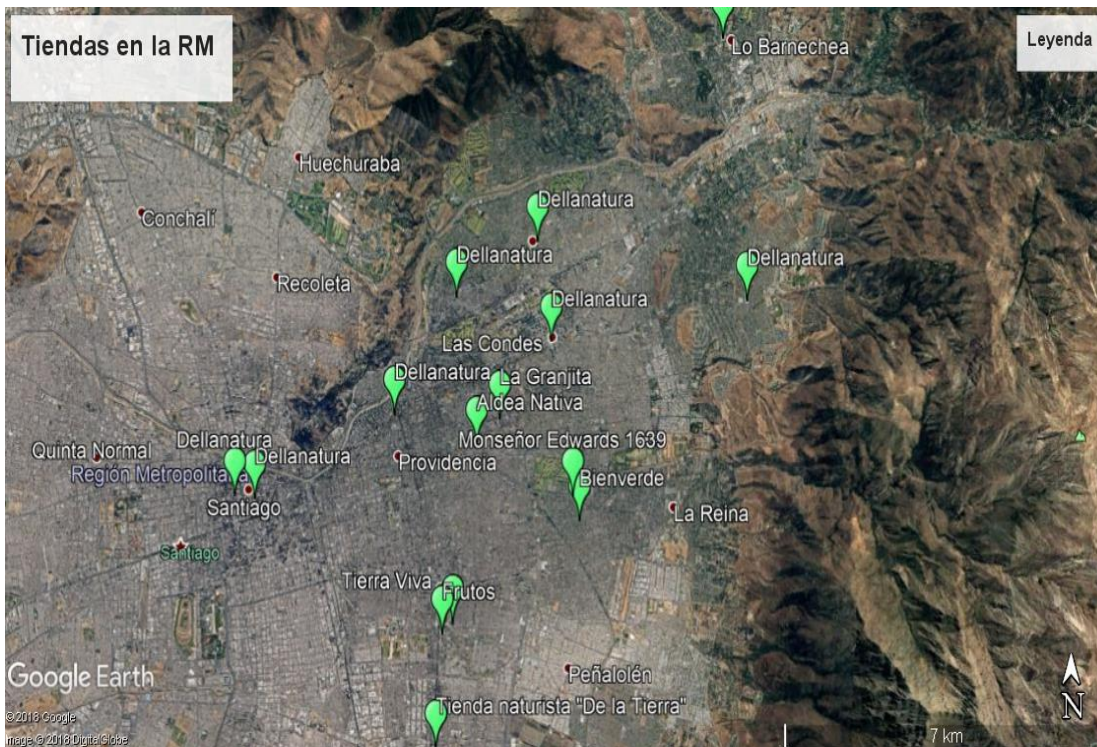 Tiendas en la RM
Leyenda
Lo Barnechea
Huechuraba
Dellanatura
Conchalí
Dellanatura
Dellanatura
Recoleta
Dellanatura
Las Condes
Dellanatura
La Granjita
Aldea Nativa
Dellanatura
Monseñor Edwards 1639
Quinta Normal
Dellanatura
Providencia
Región Metropolitana
Bienverde
Santiago
La Reina
Santiago
Tierra Viva
Frutos
Google Earth
Peñalolén
Tienda naturista "De la Tierra"
N
© 2018 Google
7 km
Image © 2018 DigitalGlobe